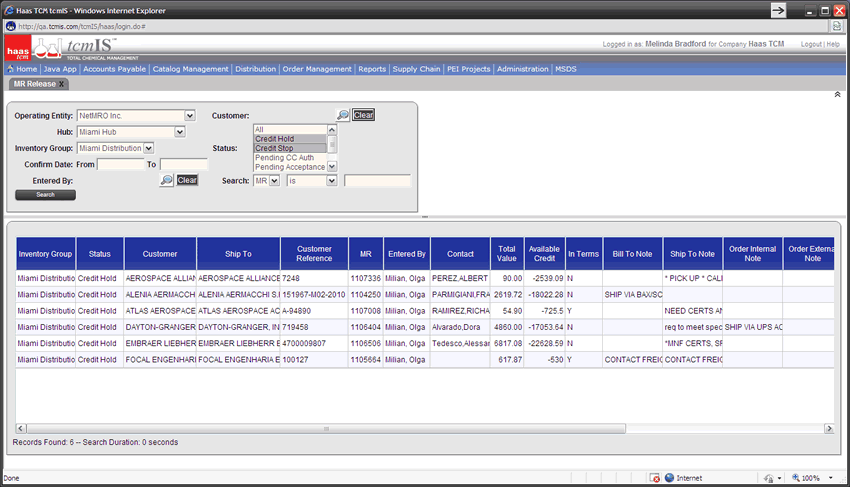 Haas TCM tcmIS - Windows Internet Explorer
http://qa.tcmis.com/tcmIS/haas/login.do#
haas tcm
tcmIS™
TOTAL CHEMICAL MANAGEMENT
Logged in as: Melinda Bradford for Company Haas TCM Logout | Help
Home Java App Accounts Payable Catalog Management Distribution Order Management Reports Supply Chain PEI Projects Administration MSDS
MR Release X
Operating Entity: NetMRO Inc. Customer: Clear
Hub: Miami Hub
All
Credit Hold
Inventory Group: Miami Distribution Status: Credit Stop
Pending CC Auth
Confirm Date: From To
Pending Acceptance
Entered By: Clear Search: MR is
Search
Inventory Group Status Customer Ship To Customer Reference MR Entered By Contact Total Value Available Credit In Terms Bill To Note Ship To Note Order Internal Note Order Extern Note
Miami Distributio Credit Hold AEROSPACE ALLIAN AEROSPACE ALLIANCE 7248 1107336 Milian, Olga PEREZ,ALBERT 90.00 -2539.09 N * PICK UP * CAL
Miami Distributio Credit Hold ALENIA AERMACCHI ALENIA AERMACCHI S. 151967-M02-2010 1104250 Milian, Olga PARMIGIANI,FRA 2619.72 -18022.28 N SHIP VIA BAX/SC
Miami Distributio Credit Hold ATLAS AEROSPACE ATLAS AEROSPACE AC A-94890 1107008 Milian, Olga RAMIREZ,RICHA 54.90 -725.5 Y NEED CERTS AN
Miami Distributio Credit Hold DAYTON-GRANGER, DAYTON-GRANGER, IN 719458 1106404 Milian, Olga Alvarado,Dora 4860.00 -17053.64 N req to meet spec SHIP VIA UPS AC
Miami Distributio Credit Hold EMBRAER LIEBHERR EMBRAER LIEBHERR E 4700009807 1106506 Milian, Olga Tedesco,Alessar 6817.08 -22628.59 N *MNF CERTS, SF
Miami Distributio Credit Hold FOCAL ENGENHARI FOCAL ENGENHARIA E 100127 1105664 Milian, Olga 617.87 -530 Y CONTACT FREIG CONTACT FREIG
Records Found: 6 -- Search Duration: 0 seconds
Done Internet 100%